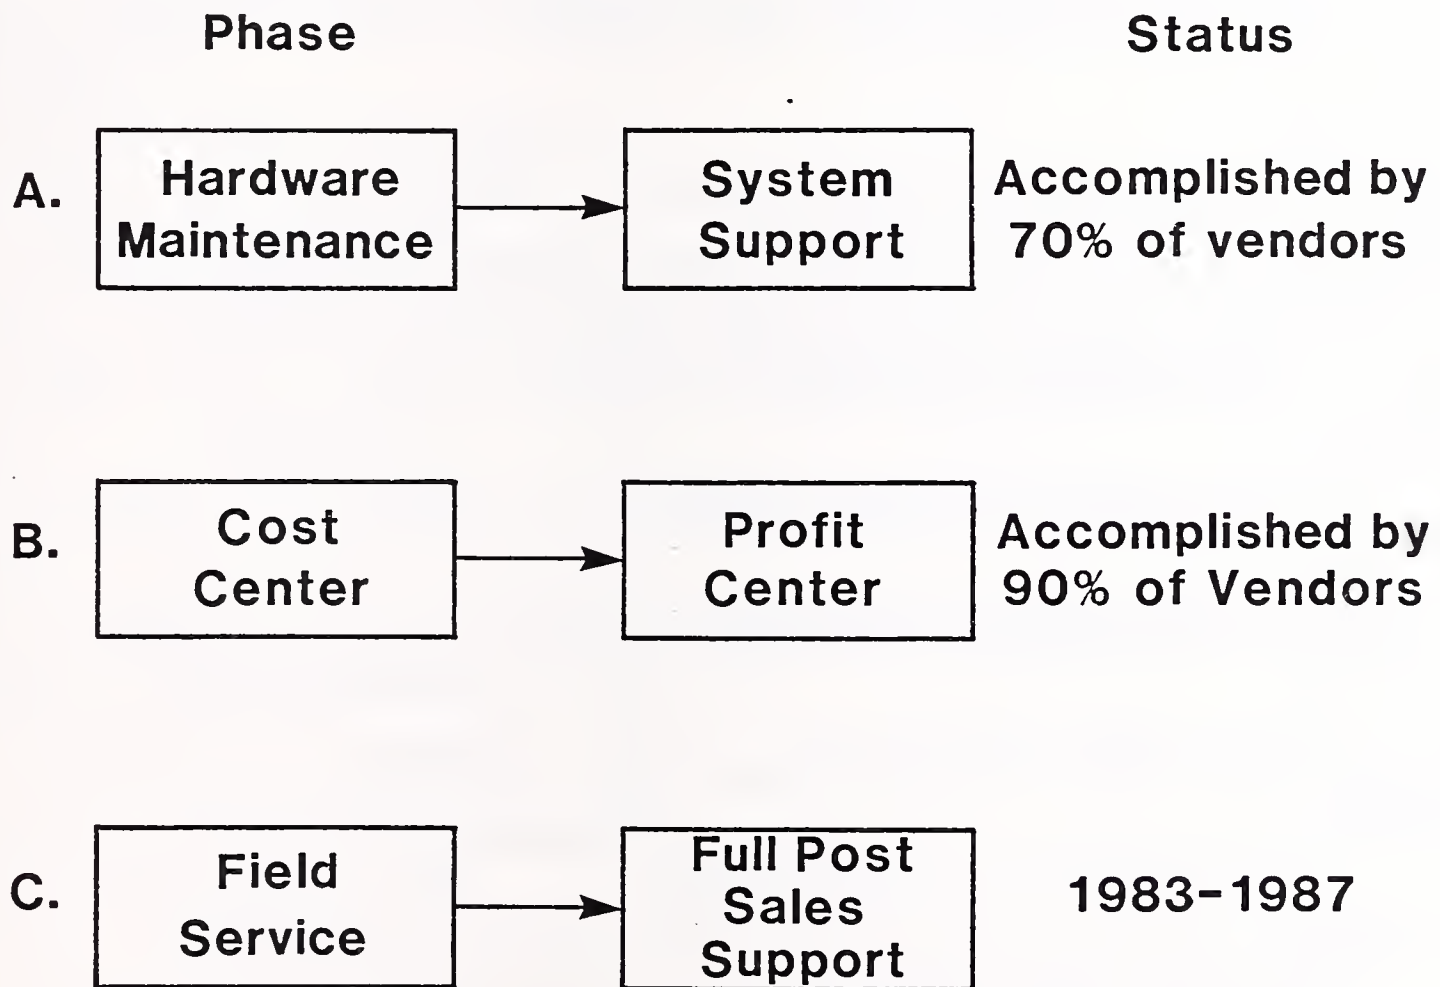 Phase
Status
A.
Hardware
Maintenance
System
Support
Accomplished by
70% of vendors
B.
Cost
Center
Profit
Center
Accomplished by
90% of Vendors
C.
Field
Service
Full Post
Sales
Support
1983-1987